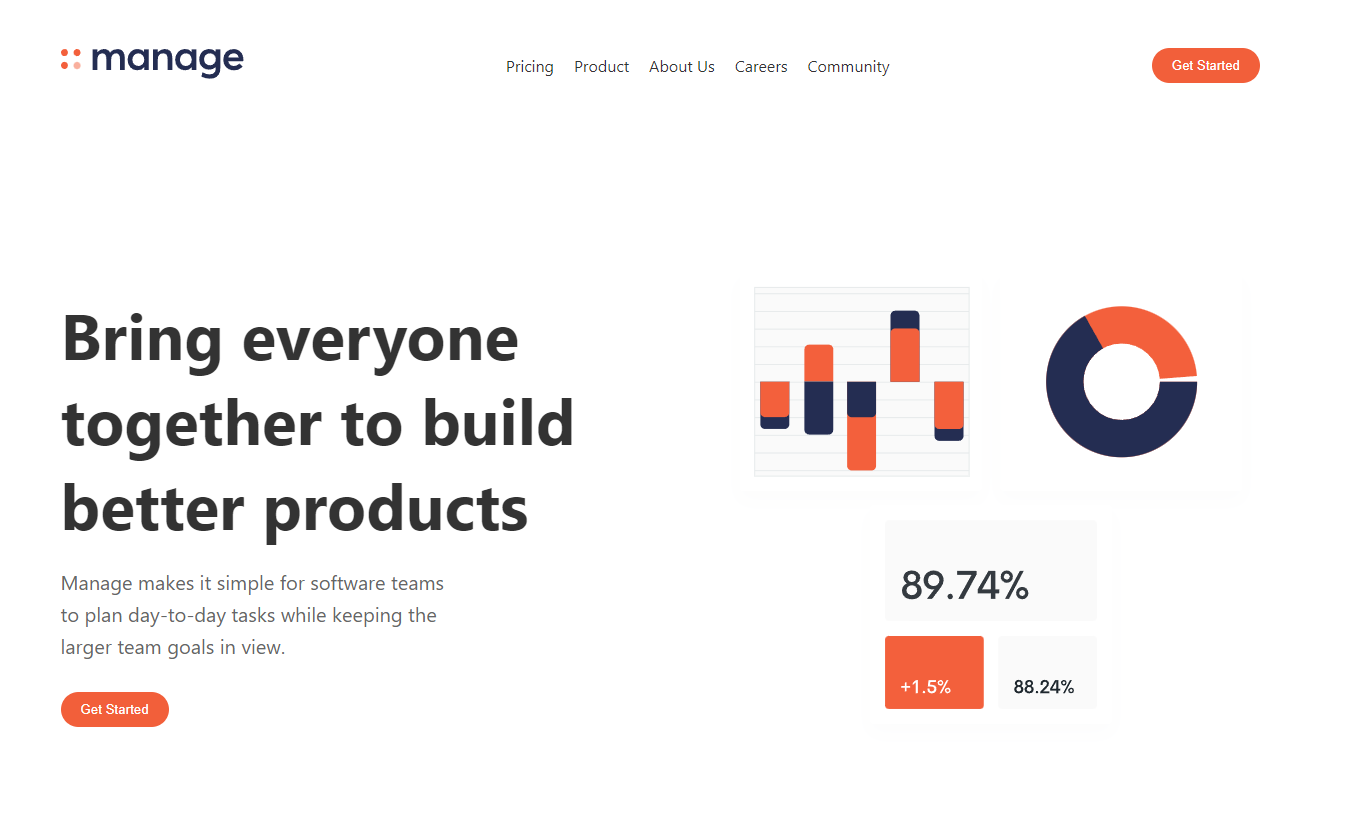 manage
Pricing
Product
About Us
Careers
Community
Get Started
Bring everyone
together to build
better products
Manage makes it simple for software teams
to plan day-to-day tasks while keeping the
larger team goals in view.
Get Started
89.74%
+1.5%
88.24%